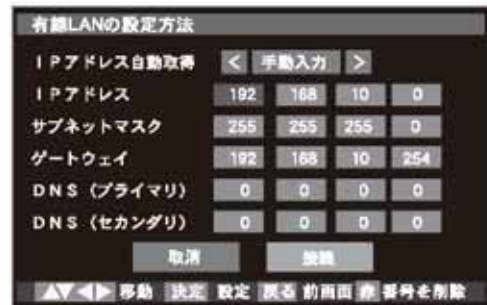 有線LANの設定方法
IPアドレス自動取得 < 手動入力 >
IPアドレス 192 168 10 0
サブネットマスク 255 255 255 0
ゲートウェイ 192 168 10 254
DNS（プライマリ） 0 0 0 0
DNS（セカンダリ） 0 0 0 0
取消 接続
▲▼◀▶移動 決定 設定 戻る 前画面 赤 番号を削除